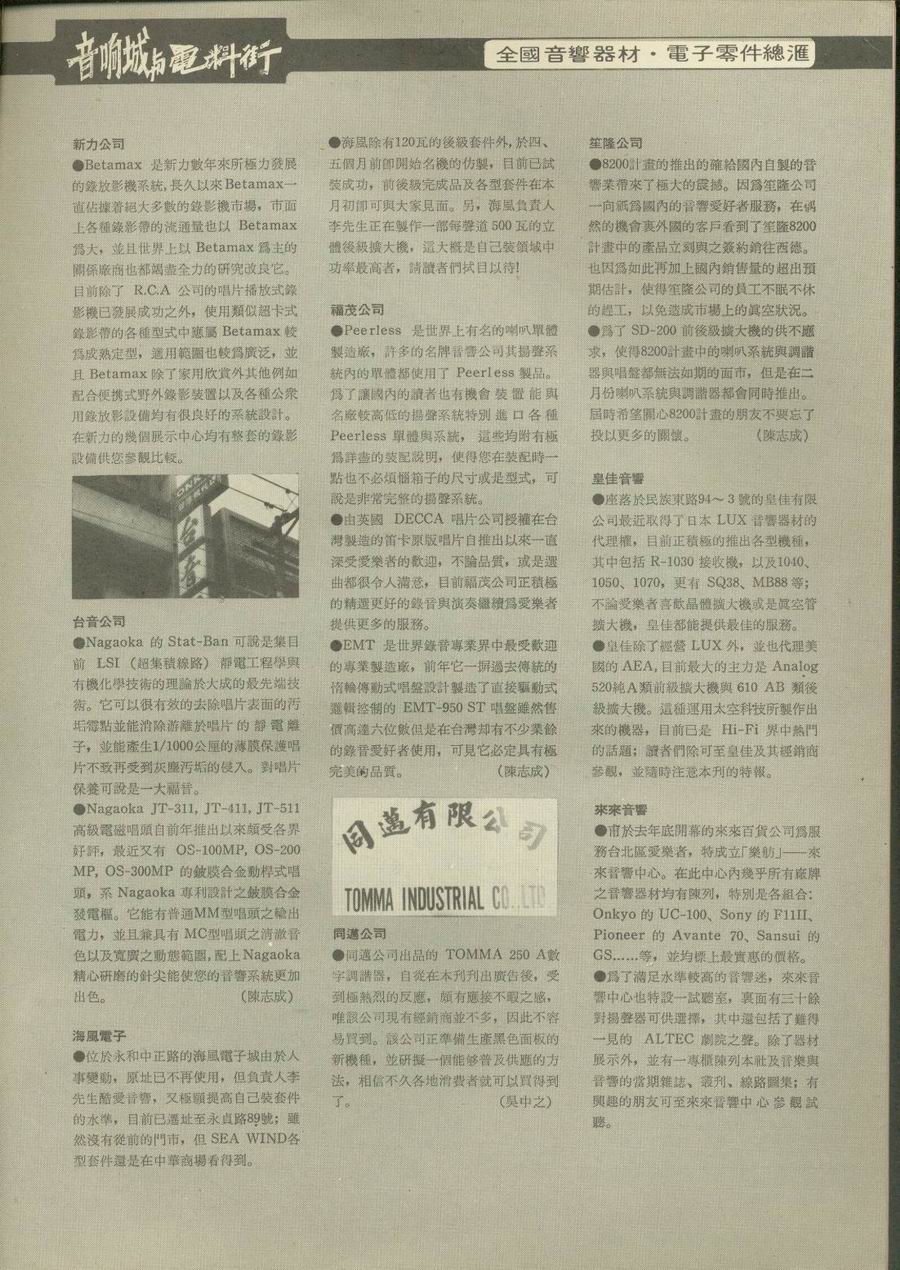 音响城与電料街
全國音響器材・電子零件總滙
新力公司
●Betamax 是新力數年來所極力發展
的錄放影機系統,長久以來Betamax一
直佔據着絕大多數的錄影機市場，市面
上各種錄影帶的流通量也以 Betamax
爲大，並且世界上以 Betamax 爲主的
關係廠商也都竭盡全力的研究改良它。
目前除了 R.C.A 公司的唱片播放式錄
影機已發展成功之外，使用類似超卡式
錄影帶的各種型式中應屬 Betamax 較
爲成熟定型，適用範圍也較爲廣泛，並
且 Betamax 除了家用欣賞外其他例如
配合便携式野外錄影裝置以及各種公衆
用錄放影設備均有很良好的系統設計。
在新力的幾個展示中心均有整套的錄影
設備供您參觀比較。
台音
台音公司
●Nagaoka 的 Stat-Ban 可說是集目
前 LSI（超集積線路）靜電工程學與
有機化學技術的理論於大成的最先端技
術。它可以很有效的去除唱片表面的汚
垢霉點並能消除游離於唱片的靜電離
子，並能產生1/1000公厘的薄膜保護唱
片不致再受到灰塵汚垢的侵入。對唱片
保養可說是一大福音。
●Nagaoka JT-311, JT-411, JT-511
高級電磁唱頭自前年推出以來頗受各界
好評，最近又有 OS-100MP, OS-200
MP, OS-300MP 的鈹膜合金動桿式唱
頭，系 Nagaoka 專利設計之鈹膜合金
發電樞。它能有普通MM型唱頭之輸出
電力，並且兼具有 MC型唱頭之清澈音
色以及寬廣之動態範圍，配上Nagaoka
精心研磨的針尖能使您的音響系統更加
出色。 （陳志成）
海風電子
●位於永和中正路的海風電子城由於人
事變動，原址已不再使用，但負責人李
先生酷愛音響，又極願提高自己裝套件
的水準，目前已遷址至永貞路89號；雖
然沒有從前的門市，但 SEA WIND各
型套件還是在中華商場看得到。
●海風除有120瓦的後級套件外,於四、
五個月前卽開始名機的仿製，目前已試
裝成功，前後級完成品及各型套件在本
月初卽可與大家見面。另，海風負責人
李先生正在製作一部每聲道 500 瓦的立
體後級擴大機，這大概是自己裝領域中
功率最高者，請讀者們拭目以待!
福茂公司
●Peerless 是世界上有名的喇叭單體
製造廠，許多的名牌音響公司其揚聲系
統內的單體都使用了 Peerless 製品。
爲了讓國內的讀者也有機會裝置能與
名廠較高低的揚聲系統特別進口各種
Peerless 單體與系統， 這些均附有極
爲詳盡的裝配說明，使得您在裝配時一
點也不必煩惱箱子的尺寸或是型式，可
說是非常完整的揚聲系統。
●由英國 DECCA 唱片公司授權在台
灣製造的笛卡原版唱片自推出以來一直
深受愛樂者的歡迎，不論品質，或是選
曲都很令人滿意，目前福茂公司正積極
的精選更好的錄音與演奏繼續爲愛樂者
提供更多的服務。
●EMT 是世界錄音專業界中最受歡迎
的專業製造廠，前年它一摒過去傳統的
惰輪傳動式唱盤設計製造了直接驅動式
邏輯控制的 EMT-950 ST 唱盤雖然售
價高達六位數但是在台灣却有不少業餘
的錄音愛好者使用，可見它必定具有極
完美的品質。 （陳志成）
同邁有限公司
TOMMA INDUSTRIAL CO.,LTD
同邁公司
●同邁公司出品的 TOMMA 250 A數
字調諧器，自從在本刊刋出廣告後，受
到極熱烈的反應，頗有應接不暇之感，
唯該公司現有經銷商並不多，因此不容
易買到。該公司正準備生產黑色面板的
新機種，並研擬一個能够普及供應的方
法，相信不久各地消費者就可以買得到
了。 （吳中之）
笙隆公司
●8200計畫的推出的確給國內自製的音
響業帶來了極大的震撼。因爲笙隆公司
一向祇爲國內的音響愛好者服務，在偶
然的機會裏外國的客戶看到了笙隆8200
計畫中的產品立刻與之簽約銷往西德。
也因爲如此再加上國內銷售量的超出預
期估計，使得笙隆公司的員工不眠不休
的趕工，以免造成市場上的眞空狀況。
●爲了 SD-200 前後級擴大機的供不應
求，使得8200計畫中的喇叭系統與調諧
器與唱盤都無法如期的面市，但是在二
月份喇叭系統與調諧器都會同時推出。
屆時希望關心8200計畫的朋友不要忘了
投以更多的關懷。 （陳志成）
皇佳音響
●座落於民族東路94～３號的皇佳有限
公司最近取得了日本 LUX 音響器材的
代理權，目前正積極的推出各型機種，
其中包括 R-1030 接收機，以及1040、
1050、1070，更有 SQ38、MB88 等；
不論愛樂者喜歡晶體擴大機或是眞空管
擴大機，皇佳都能提供最佳的服務。
●皇佳除了經營 LUX 外，並也代理美
國的 AEA,目前最大的主力是 Analog
520純A類前級擴大機與 610 AB 類後
級擴大機。這種運用太空科技所製作出
來的機器，目前已是 Hi-Fi 界中熱門
的話題；讀者們除可至皇佳及其經銷商
參觀，並隨時注意本刊的特報。
來來音響
●甫於去年底開幕的來來百貨公司爲服
務台北區愛樂者，特成立「樂舫」——來
來音響中心。在此中心內幾乎所有廠牌
之音響器材均有陳列，特別是各組合：
Onkyo 的 UC-100、Sony 的 F11II、
Pioneer 的 Avante 70、Sansui 的
GS……等，並均標上最實惠的價格。
●爲了滿足水準較高的音響迷，來來音
響中心也特設一試聽室，裏面有三十餘
對揚聲器可供選擇，其中還包括了難得
一見的 ALTEC 劇院之聲。除了器材
展示外，並有一專櫃陳列本社及音樂與
音響的當期雜誌、叢刊、線路圖集；有
興趣的朋友可至來來音響中心參觀試
聽。